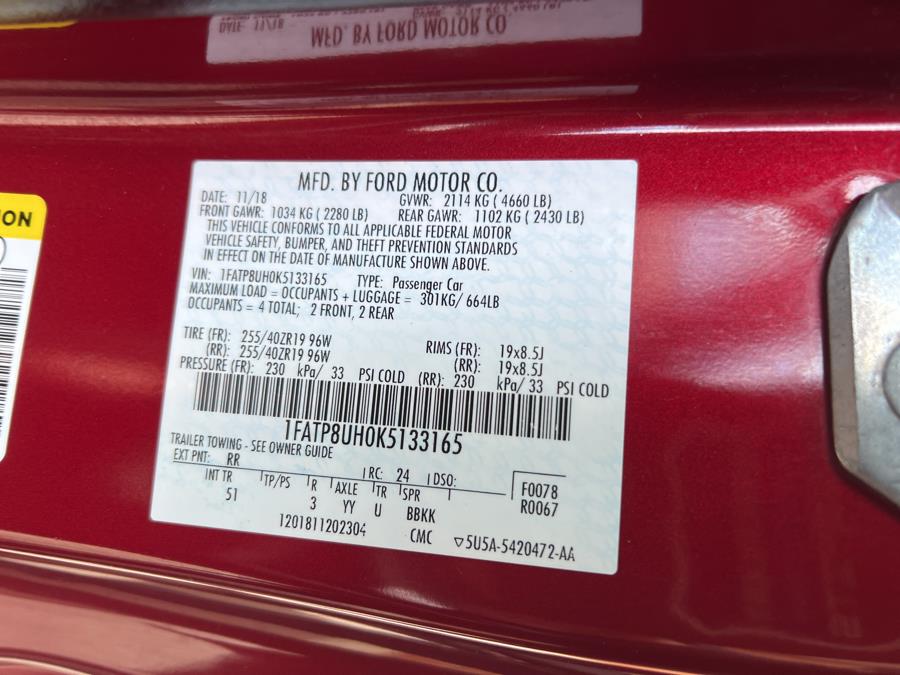 11/18
MFD. BY FORD MOTOR CO.
ION
MFD. BY FORD MOTOR CO.
DATE: 11/18 GVWR: 2114 KG ( 4660 LB)
FRONT GAWR: 1034 KG ( 2280 LB) REAR GAWR: 1102 KG ( 2430 LB)
THIS VEHICLE CONFORMS TO ALL APPLICABLE FEDERAL MOTOR
VEHICLE SAFETY, BUMPER, AND THEFT PREVENTION STANDARDS
IN EFFECT ON THE DATE OF MANUFACTURE SHOWN ABOVE.
VIN: 1FATP8UH0K5133165 TYPE: Passenger Car
MAXIMUM LOAD = OCCUPANTS + LUGGAGE = 301KG/ 664LB
OCCUPANTS = 4 TOTAL; 2 FRONT, 2 REAR
TIRE (FR): 255/40ZR19 96W RIMS (FR): 19x8.5J
(RR): 255/40ZR19 96W (RR): 19x8.5J
PRESSURE (FR): 230 kPa/ 33 PSI COLD (RR): 230 kPa/ 33 PSI COLD
1FATP8UH0K5133165
TRAILER TOWING - SEE OWNER GUIDE
EXT PNT: RR RC: 24 DSO: F0078
INT TR TP/PS R AXLE TR SPR R0067
51 3 YY U BBKK
1201811202304 CMC ▽5U5A-5420472-AA